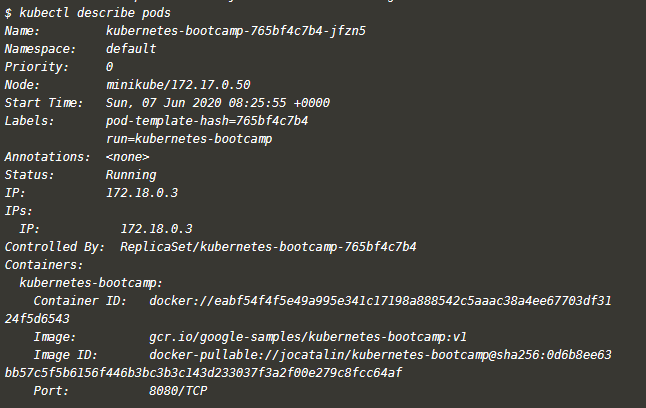 $ kubectl describe pods
Name:         kubernetes-bootcamp-765bf4c7b4-jfzn5
Namespace:    default
Priority:     0
Node:         minikube/172.17.0.50
Start Time:   Sun, 07 Jun 2020 08:25:55 +0000
Labels:       pod-template-hash=765bf4c7b4
              run=kubernetes-bootcamp
Annotations:  <none>
Status:       Running
IP:           172.18.0.3
IPs:
  IP:           172.18.0.3
Controlled By:  ReplicaSet/kubernetes-bootcamp-765bf4c7b4
Containers:
  kubernetes-bootcamp:
    Container ID:   docker://eabf54f4f5e49a995e341c17198a888542c5aaac38a4ee67703df31
24f5d6543
    Image:          gcr.io/google-samples/kubernetes-bootcamp:v1
    Image ID:       docker-pullable://jocatalin/kubernetes-bootcamp@sha256:0d6b8ee63
bb57c5f5b6156f446b3bc3b3c143d233037f3a2f00e279c8fcc64af
    Port:           8080/TCP